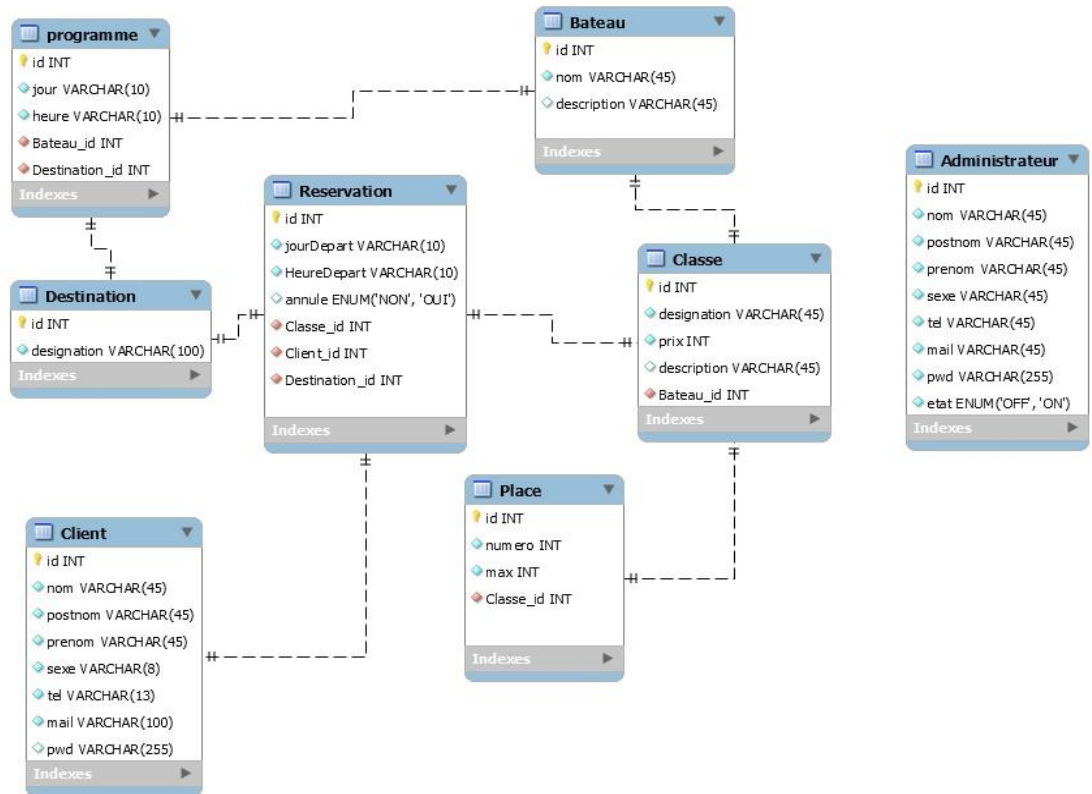 programme
id INT
jour VARCHAR(10)
heure VARCHAR(10)
Bateau_id INT
Destination_id INT
Indexes
Bateau
id INT
nom VARCHAR(45)
description VARCHAR(45)
Indexes
Administrateur
id INT
nom VARCHAR(45)
postnom VARCHAR(45)
prenom VARCHAR(45)
sexe VARCHAR(45)
tel VARCHAR(45)
mail VARCHAR(45)
pwd VARCHAR(255)
etat ENUM('OFF', 'ON')
Indexes
Reservation
id INT
jourDepart VARCHAR(10)
HeureDepart VARCHAR(10)
annule ENUM('NON', 'OUI')
Classe_id INT
Client_id INT
Destination_id INT
Indexes
Classe
id INT
designation VARCHAR(45)
prix INT
description VARCHAR(45)
Bateau_id INT
Indexes
Destination
id INT
designation VARCHAR(100)
Indexes
Place
id INT
numero INT
max INT
Classe_id INT
Indexes
Client
id INT
nom VARCHAR(45)
postnom VARCHAR(45)
prenom VARCHAR(45)
sexe VARCHAR(8)
tel VARCHAR(13)
mail VARCHAR(100)
pwd VARCHAR(255)
Indexes